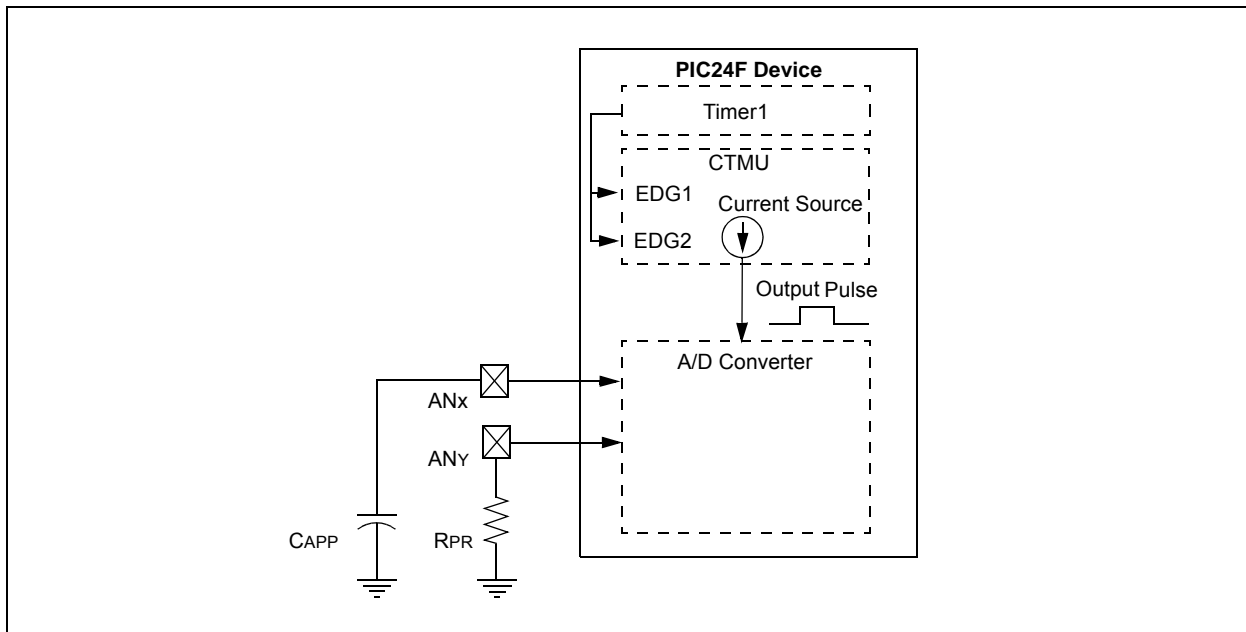 PIC24F Device
Timer1
CTMU
EDG1
Current Source
EDG2
Output Pulse
A/D Converter
ANx
ANY
CAPP
RPR